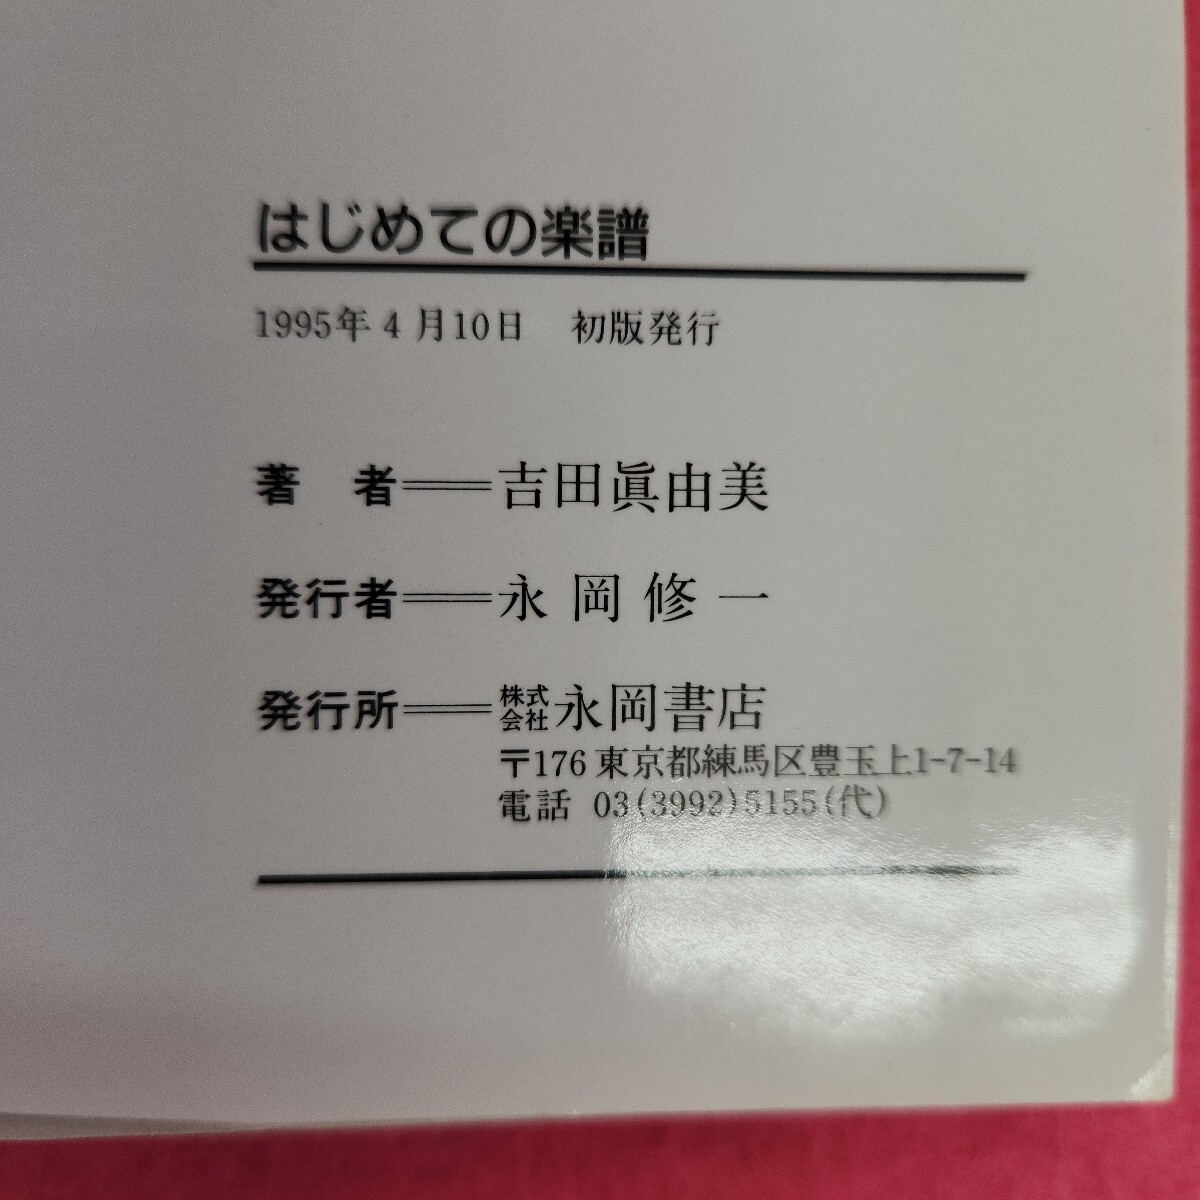 はじめての楽譜
1995年4月10日　初版発行
著　者══吉田眞由美
発行者══永岡修一
発行所══株式会社永岡書店
〒176 東京都練馬区豊玉上1-7-14
電話 03(3992)5155(代)